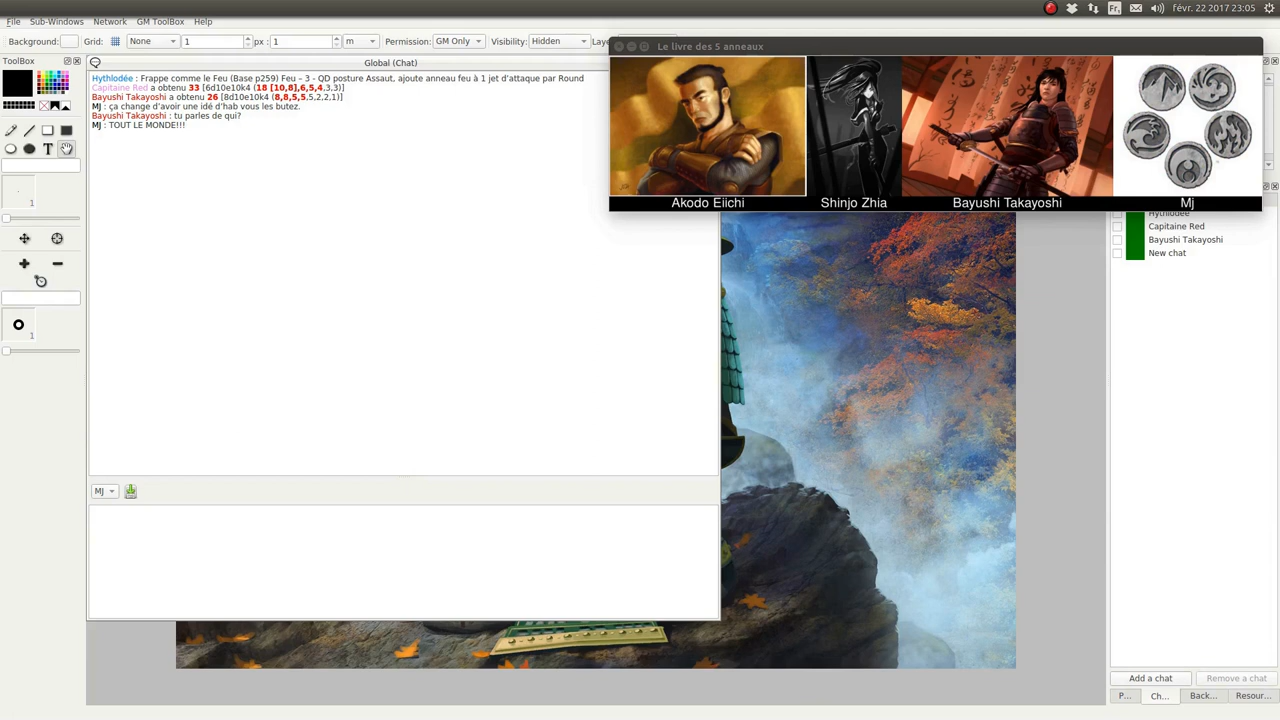 Fr₁ févr. 22 2017 23:05
File Sub-Windows Network GM ToolBox Help
Background: Grid: None 1 px : 1 m Permission: GM Only Visibility: Hidden
ToolBox
Global (Chat)
Le livre des 5 anneaux
Hythlodée : Frappe comme le Feu (Base p259) Feu – 3 - QD posture Assaut, ajoute anneau feu à 1 jet d'attaque par Round
Capitaine Red a obtenu 33 [6d10e10k4 (18 [10,8],6,5,4,3,3)]
Bayushi Takayoshi a obtenu 26 [8d10e10k4 (8,8,5,5,5,2,2,1)]
MJ : ça change d'avoir une idé d'hab vous les butez.
Bayushi Takayoshi : tu parles de qui?
MJ : TOUT LE MONDE!!!
Akodo Eiichi Shinjo Zhia Bayushi Takayoshi Mj
T
1
1
Hythlodée
Capitaine Red
Bayushi Takayoshi
New chat
MJ
Add a chat Remove a chat
P... Ch... Back... Resour...